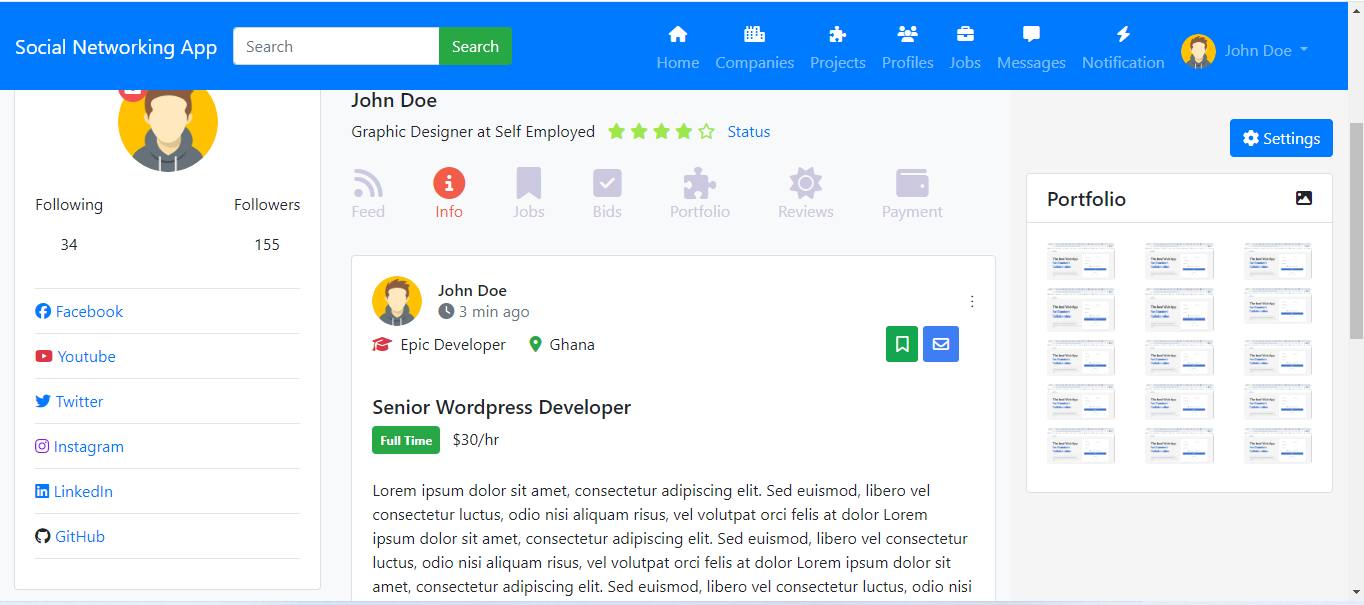 Social Networking App
Search
Search
Home
Companies
Projects
Profiles
Jobs
Messages
Notification
John Doe
Following
Followers
34
155
Facebook
Youtube
Twitter
Instagram
LinkedIn
GitHub
John Doe
Graphic Designer at Self Employed
Status
Feed
Info
Jobs
Bids
Portfolio
Reviews
Payment
John Doe
3 min ago
Epic Developer
Ghana
Senior Wordpress Developer
Full Time
$30/hr
Lorem ipsum dolor sit amet, consectetur adipiscing elit. Sed euismod, libero vel
consectetur luctus, odio nisi aliquam risus, vel volutpat orci felis at dolor Lorem
ipsum dolor sit amet, consectetur adipiscing elit. Sed euismod, libero vel consectetur
luctus, odio nisi aliquam risus, vel volutpat orci felis at dolor Lorem ipsum dolor sit
amet, consectetur adipiscing elit. Sed euismod, libero vel consectetur luctus, odio nisi
Settings
Portfolio